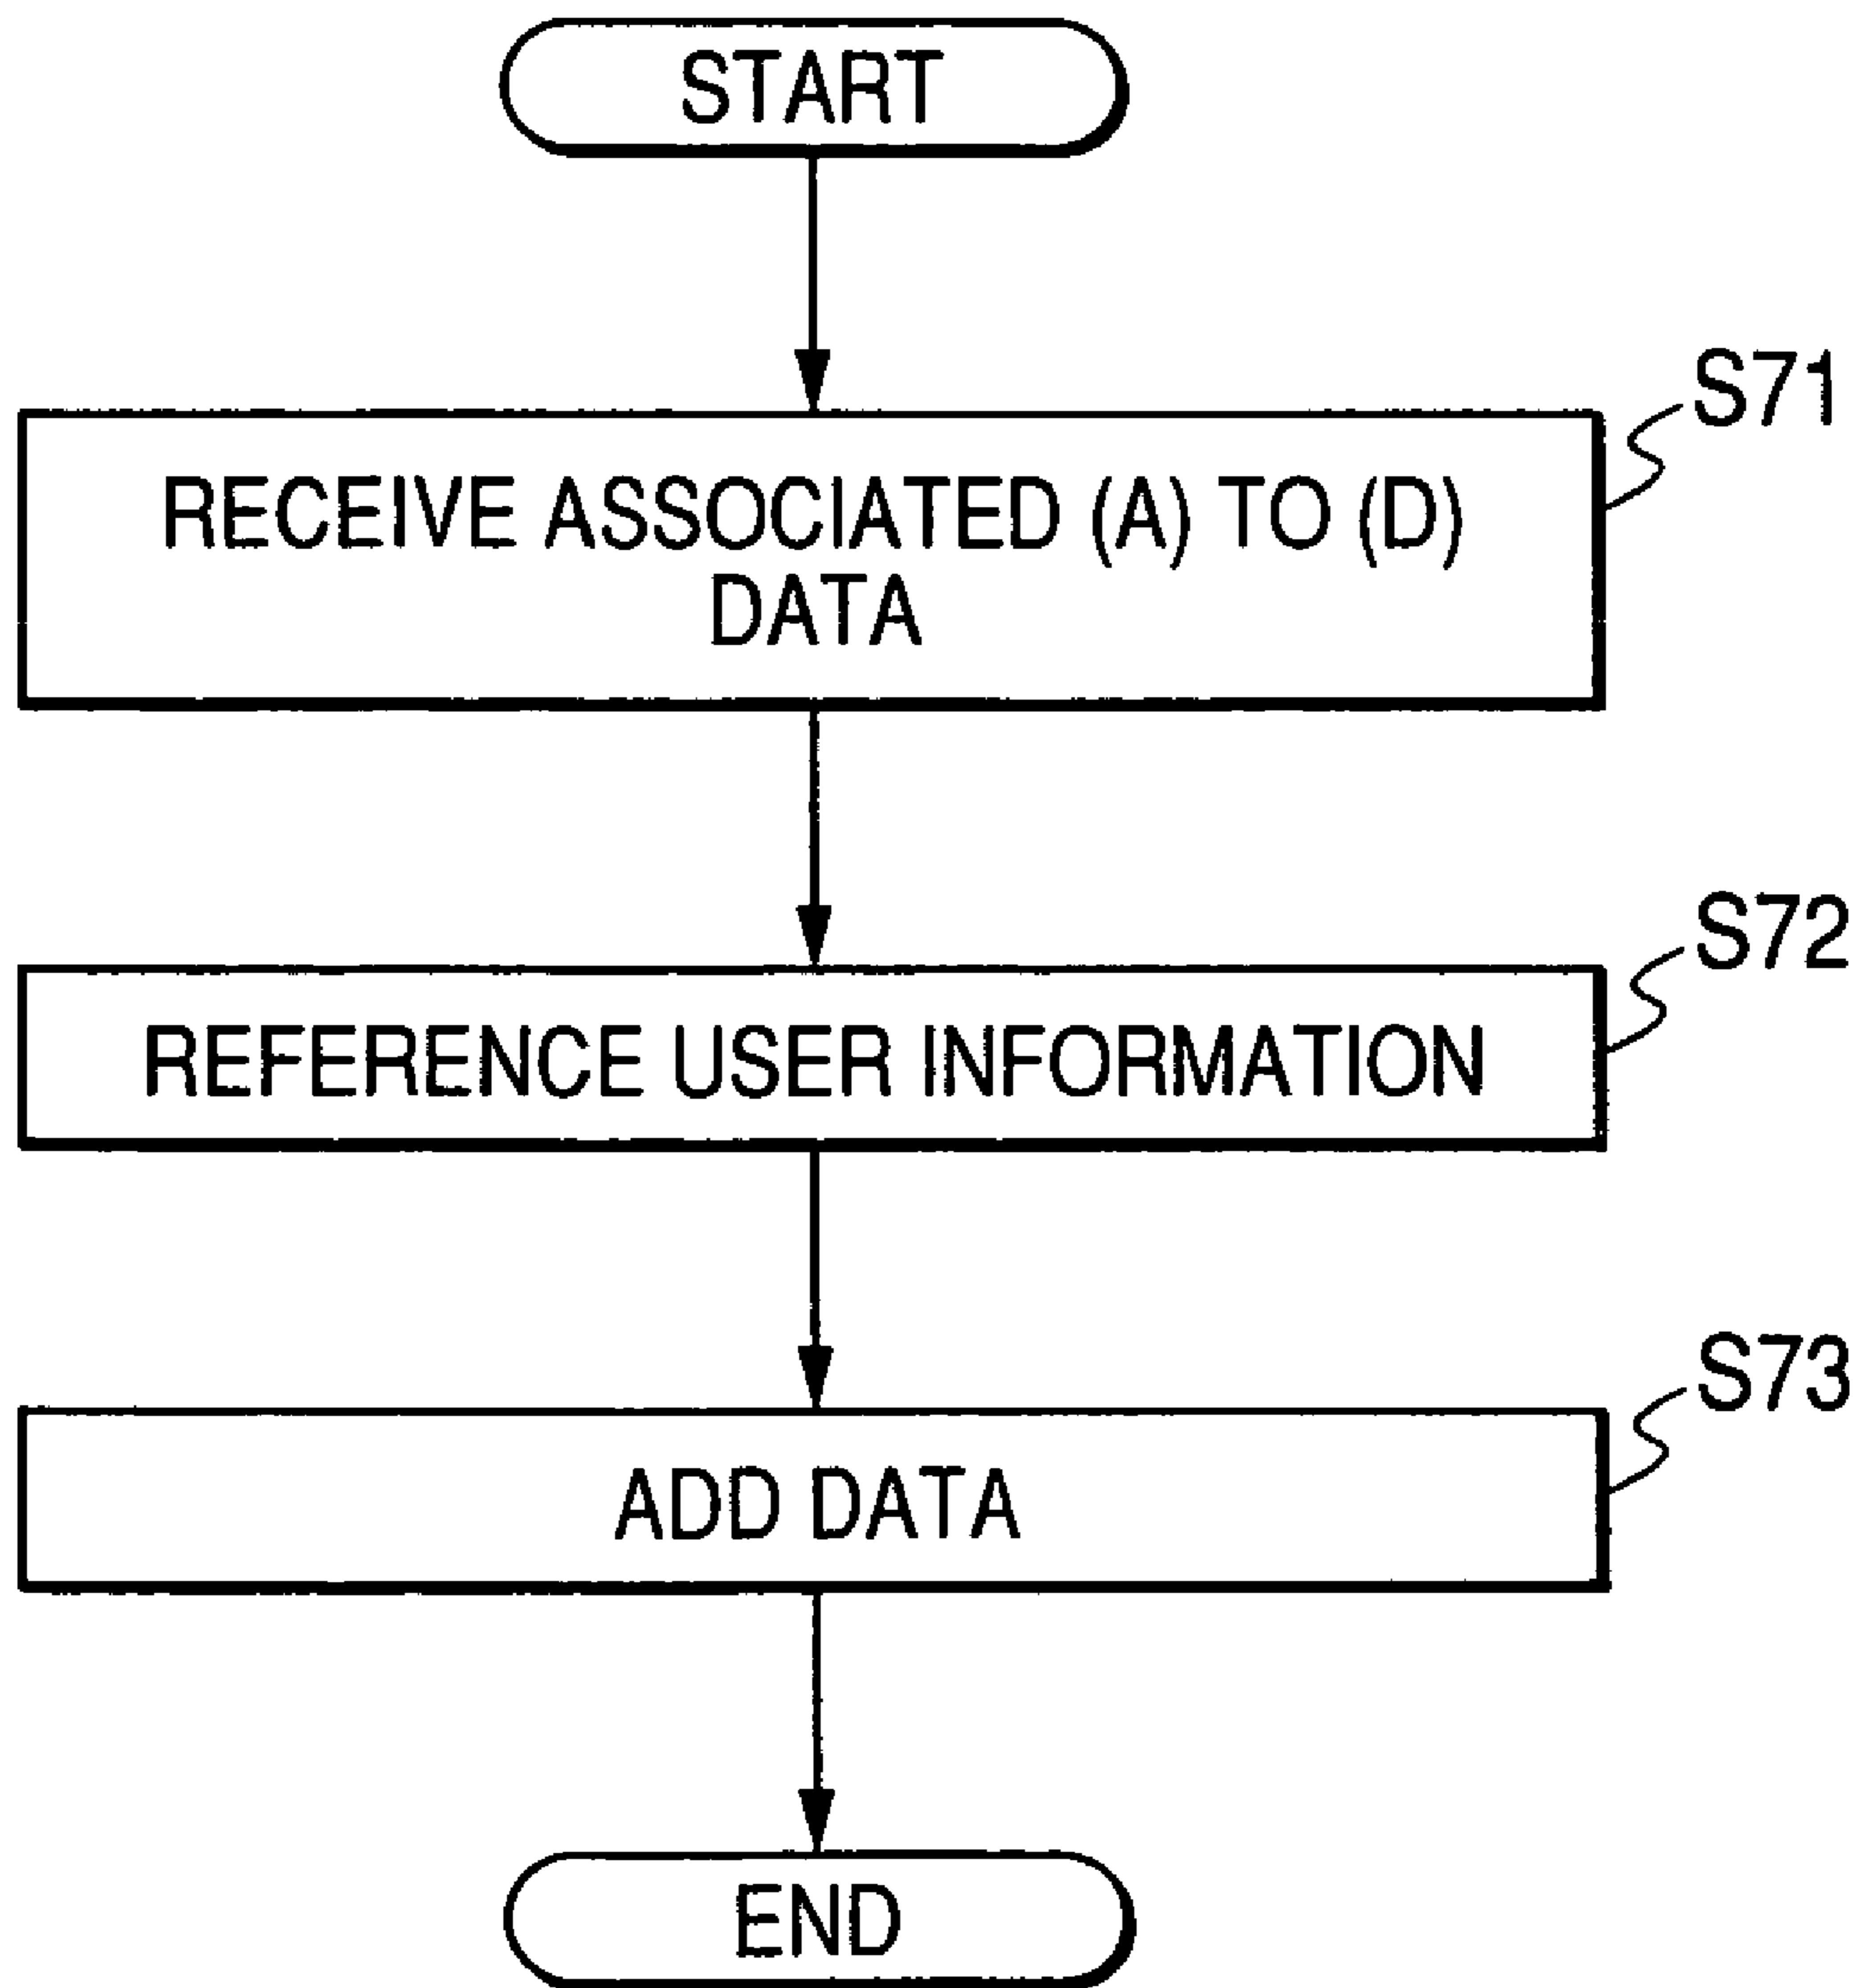 START
S71
RECEIVE ASSOCIATED (A) TO (D)
DATA
S72
REFERENCE USER INFORMATION
S73
ADD DATA
END